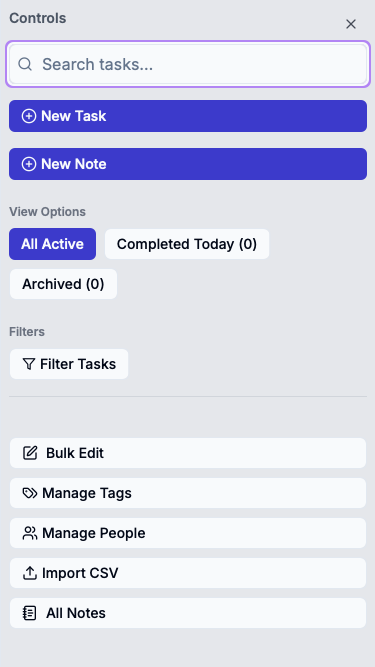 Controls
Search tasks...
New Task
New Note
View Options
All Active
Completed Today (0)
Archived (0)
Filters
Filter Tasks
Bulk Edit
Manage Tags
Manage People
Import CSV
All Notes